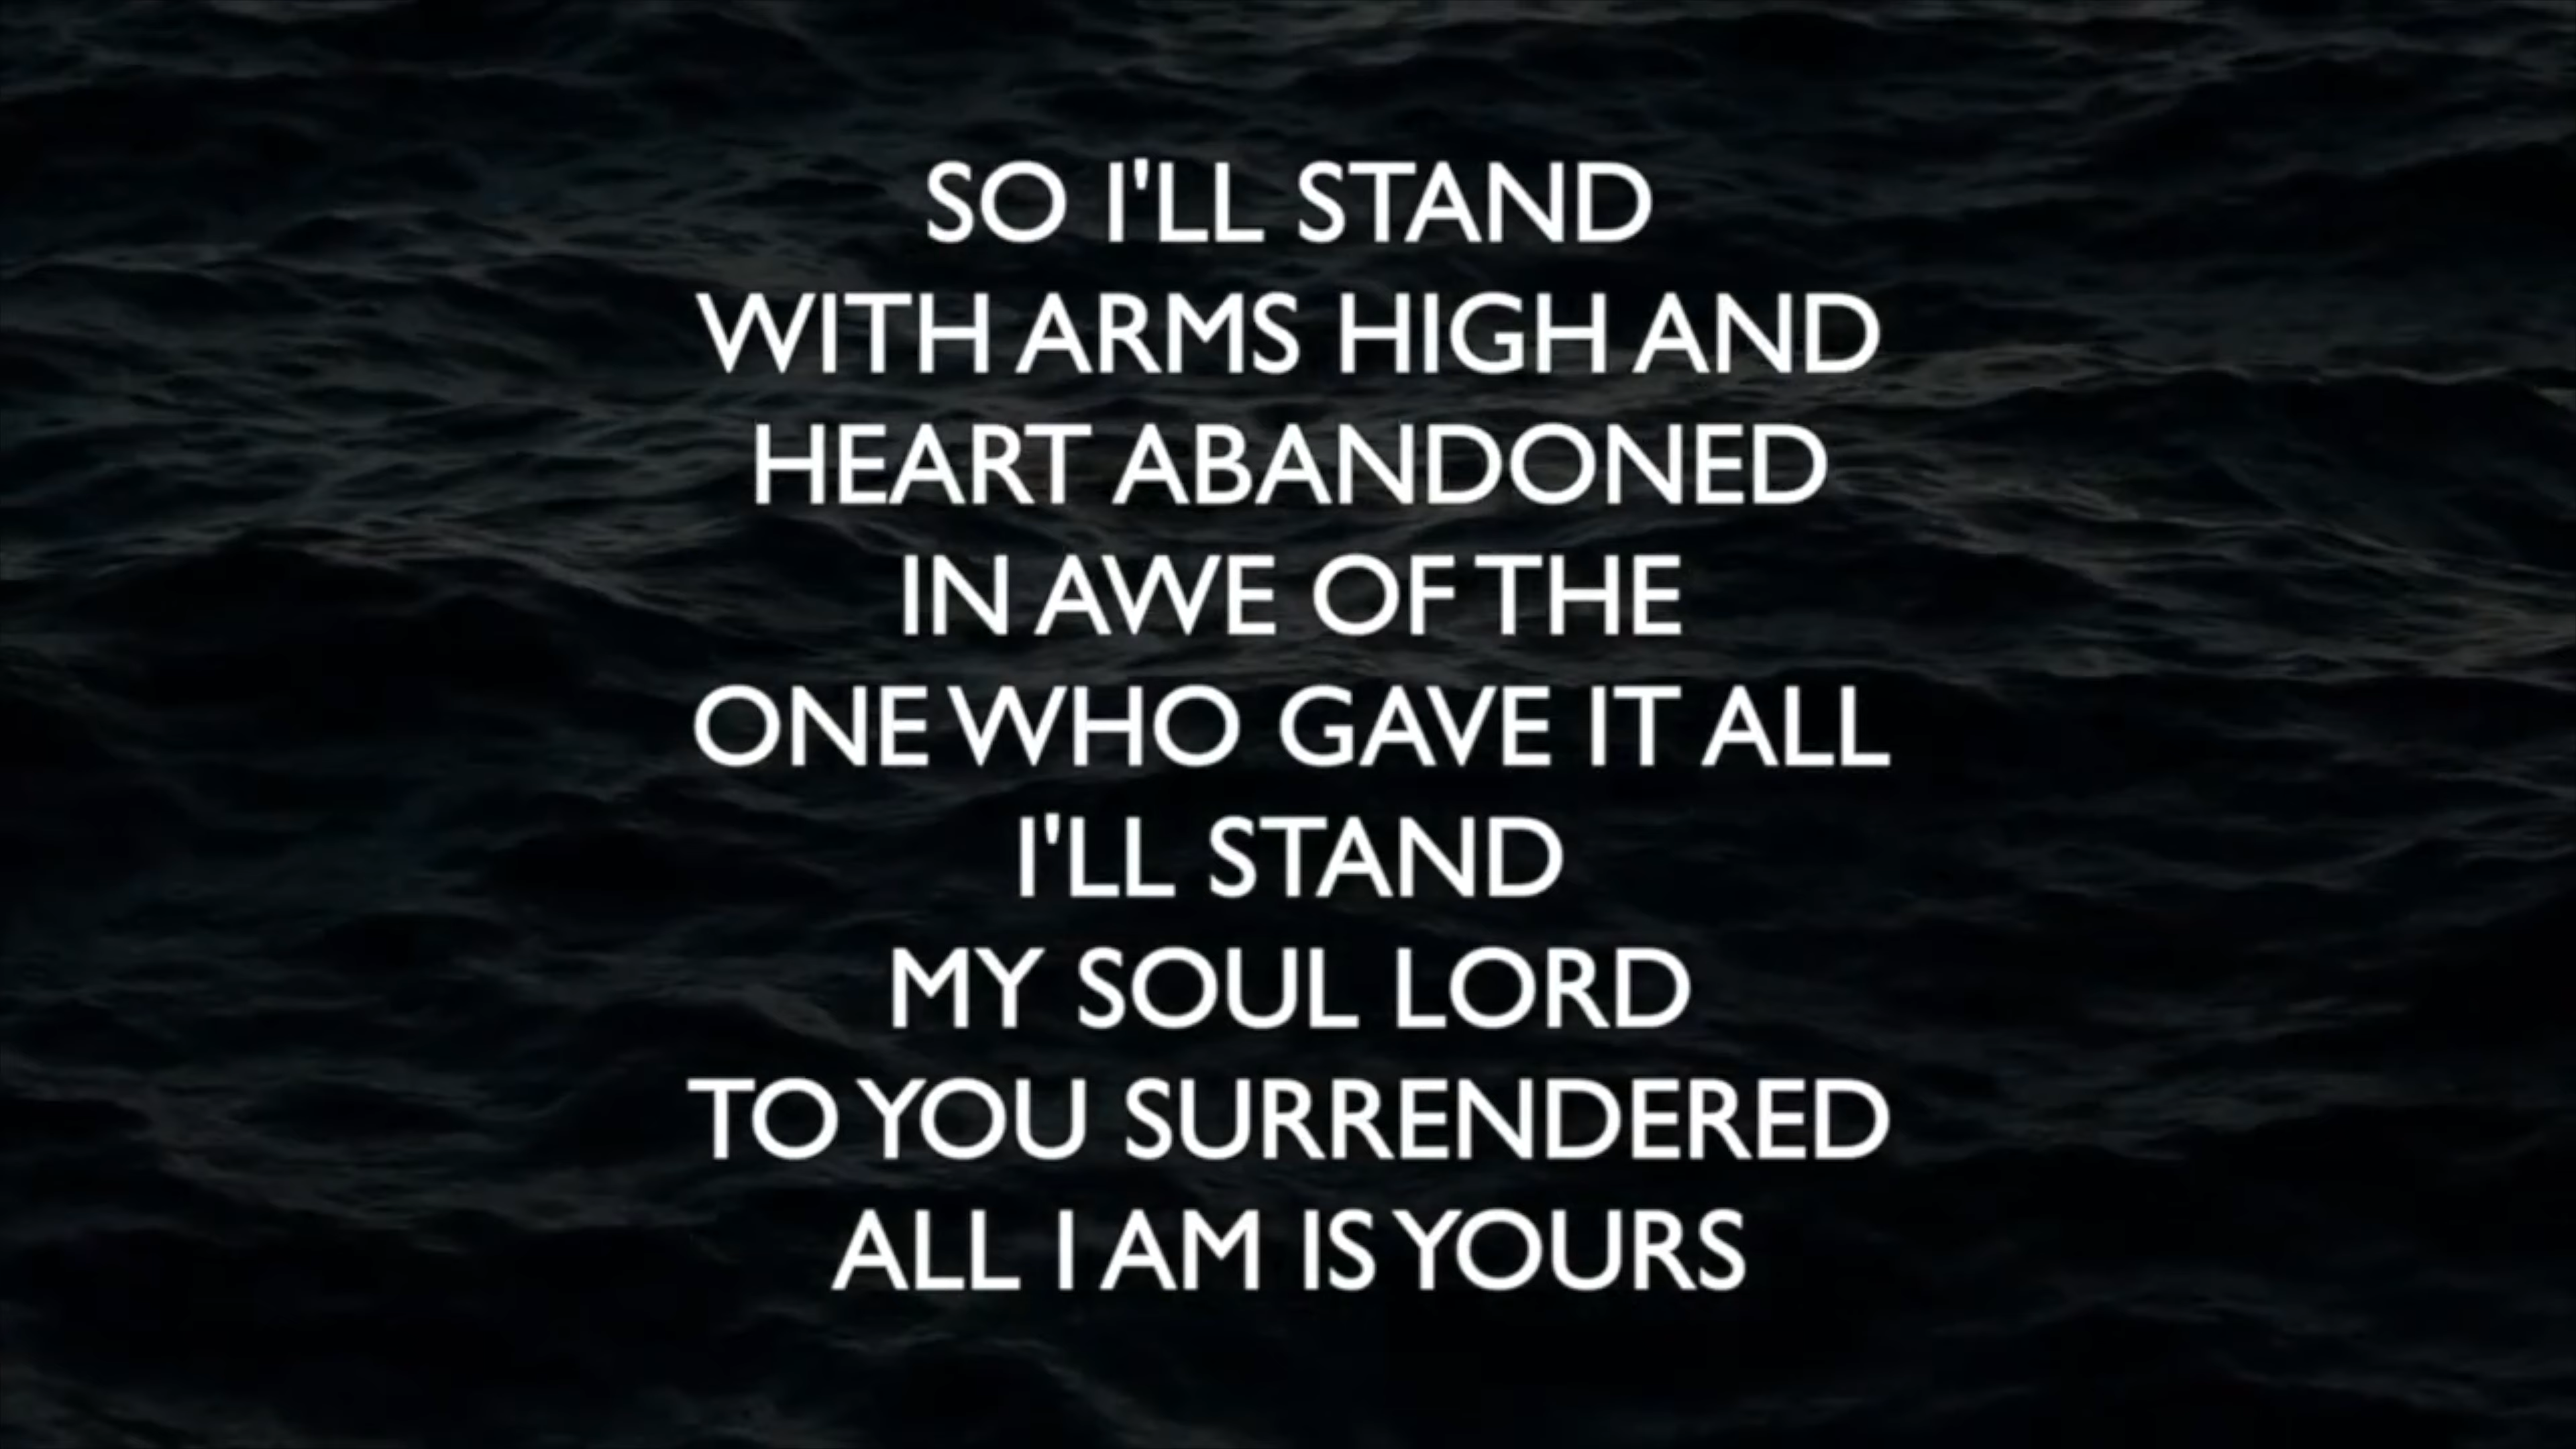 SO I'LL STAND
WITH ARMS HIGH AND
HEART ABANDONED
IN AWE OF THE
ONE WHO GAVE IT ALL
I'LL STAND
MY SOUL LORD
TO YOU SURRENDERED
ALL I AM IS YOURS